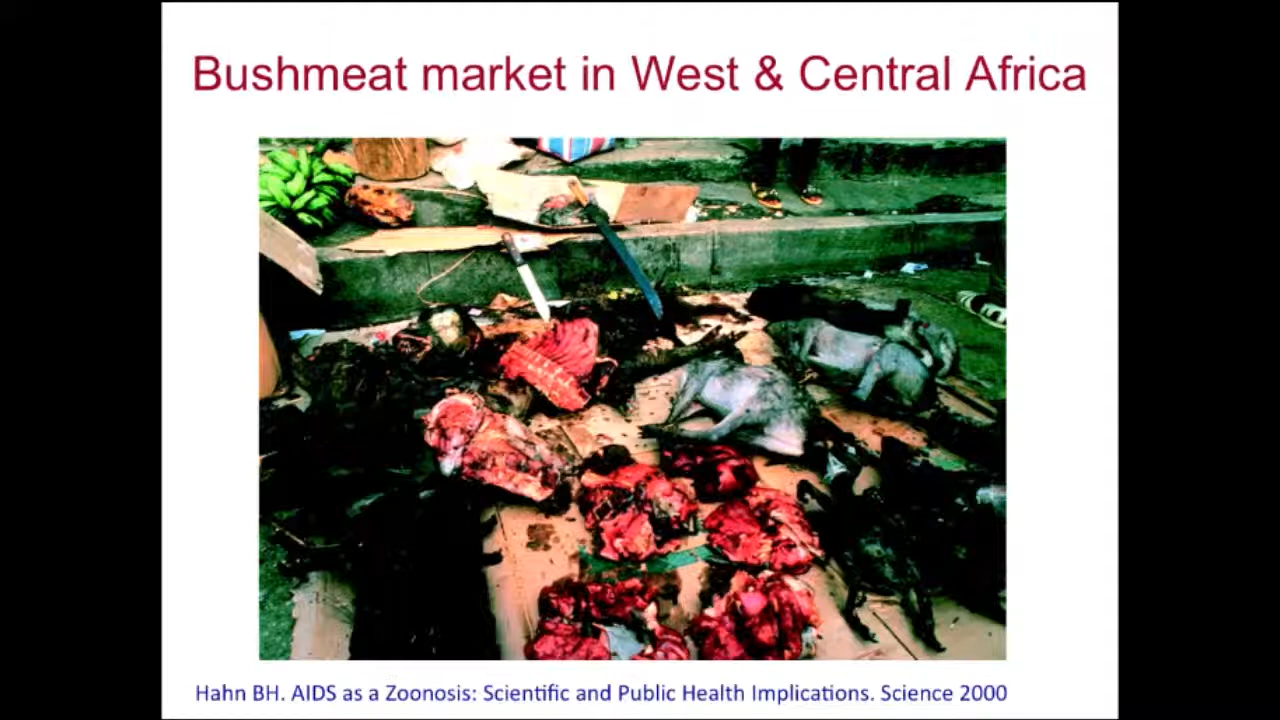 Bushmeat market in West & Central Africa
Hahn BH. AIDS as a Zoonosis: Scientific and Public Health Implications. Science 2000